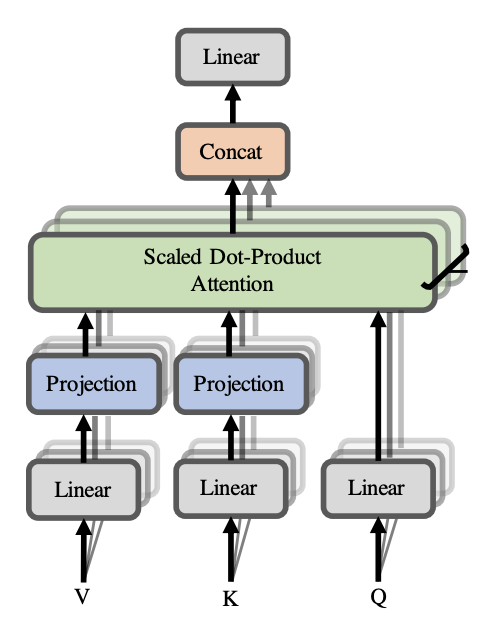 Linear
Concat
Scaled Dot-Product
Attention
Projection
Projection
Linear
Linear
Linear
V
K
Q